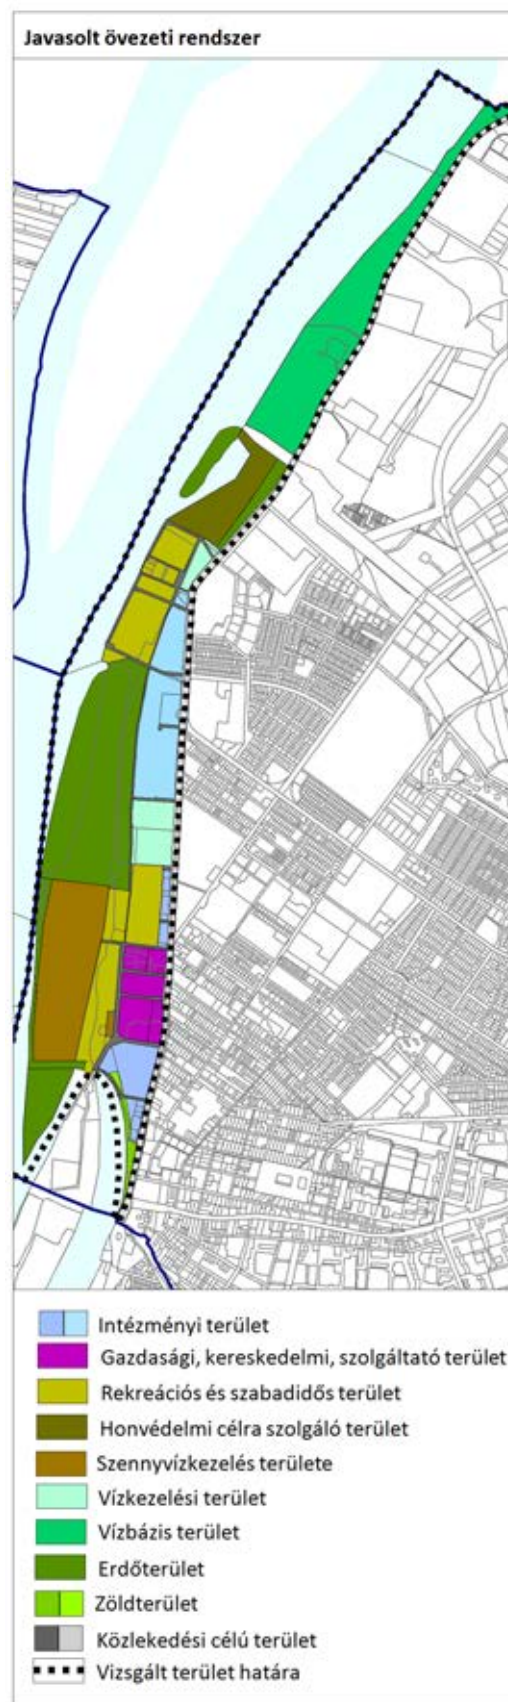 Javasolt övezeti rendszer
Intézményi terület
Gazdasági, kereskedelmi, szolgáltató terület
Rekreációs és szabadidős terület
Honvédelmi célra szolgáló terület
Szennyvízkezelés területe
Vízkezelési terület
Vízbázis terület
Erdőterület
Zöldterület
Közlekedési célú terület
Vizsgált terület határa